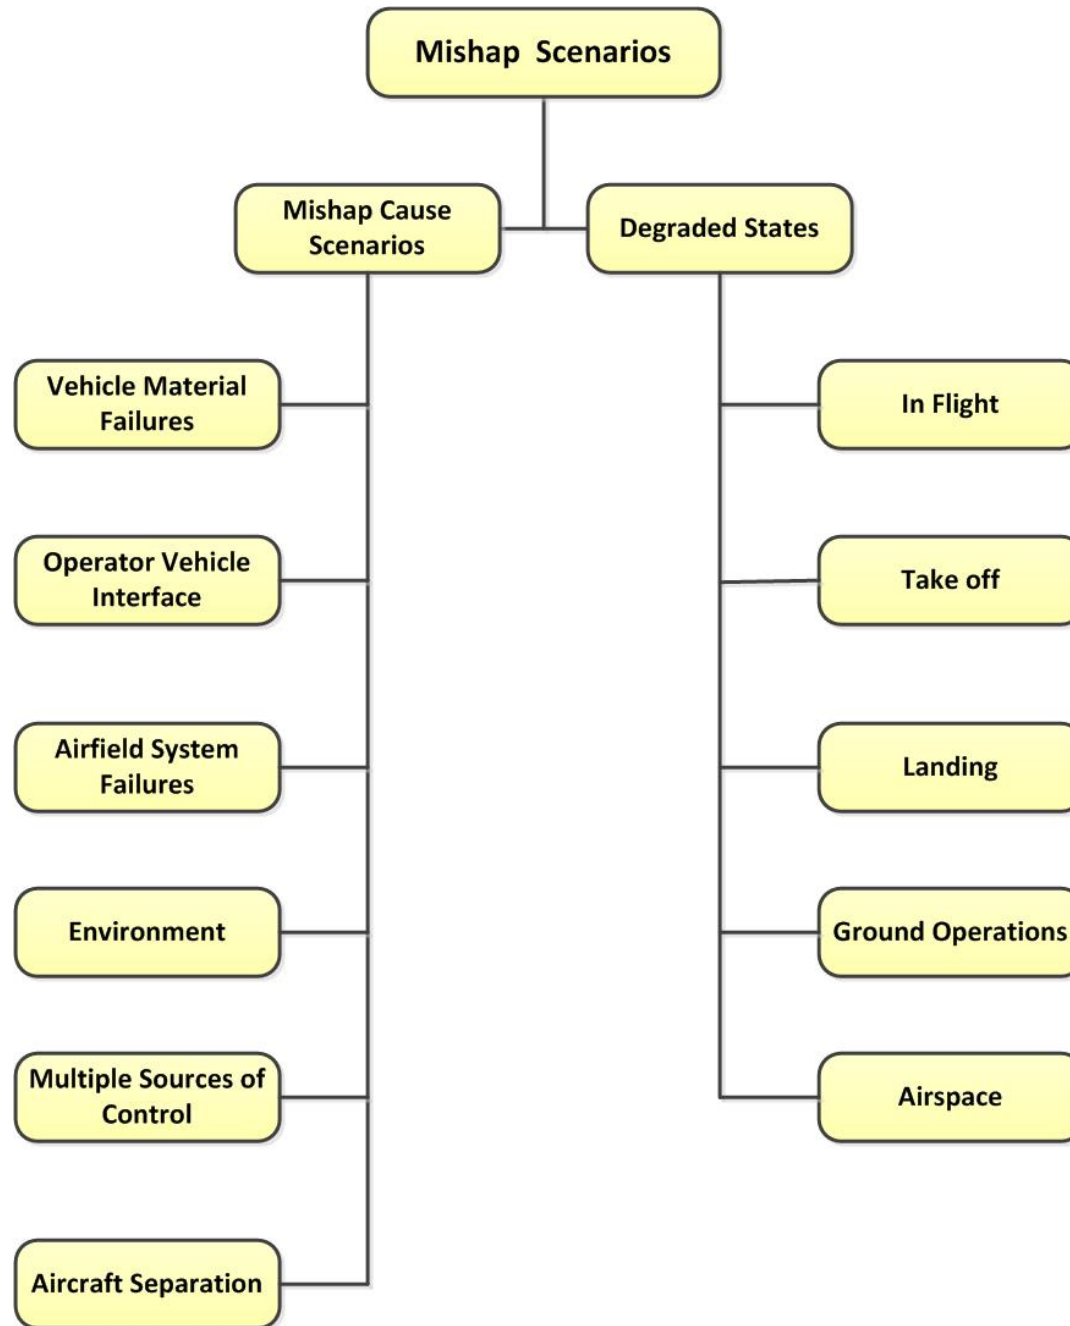 Mishap  Scenarios
Mishap Cause
Scenarios
Degraded States
Vehicle Material
Failures
In Flight
Operator Vehicle
Interface
Take off
Airfield System
Failures
Landing
Environment
Ground Operations
Multiple Sources of
Control
Airspace
Aircraft Separation